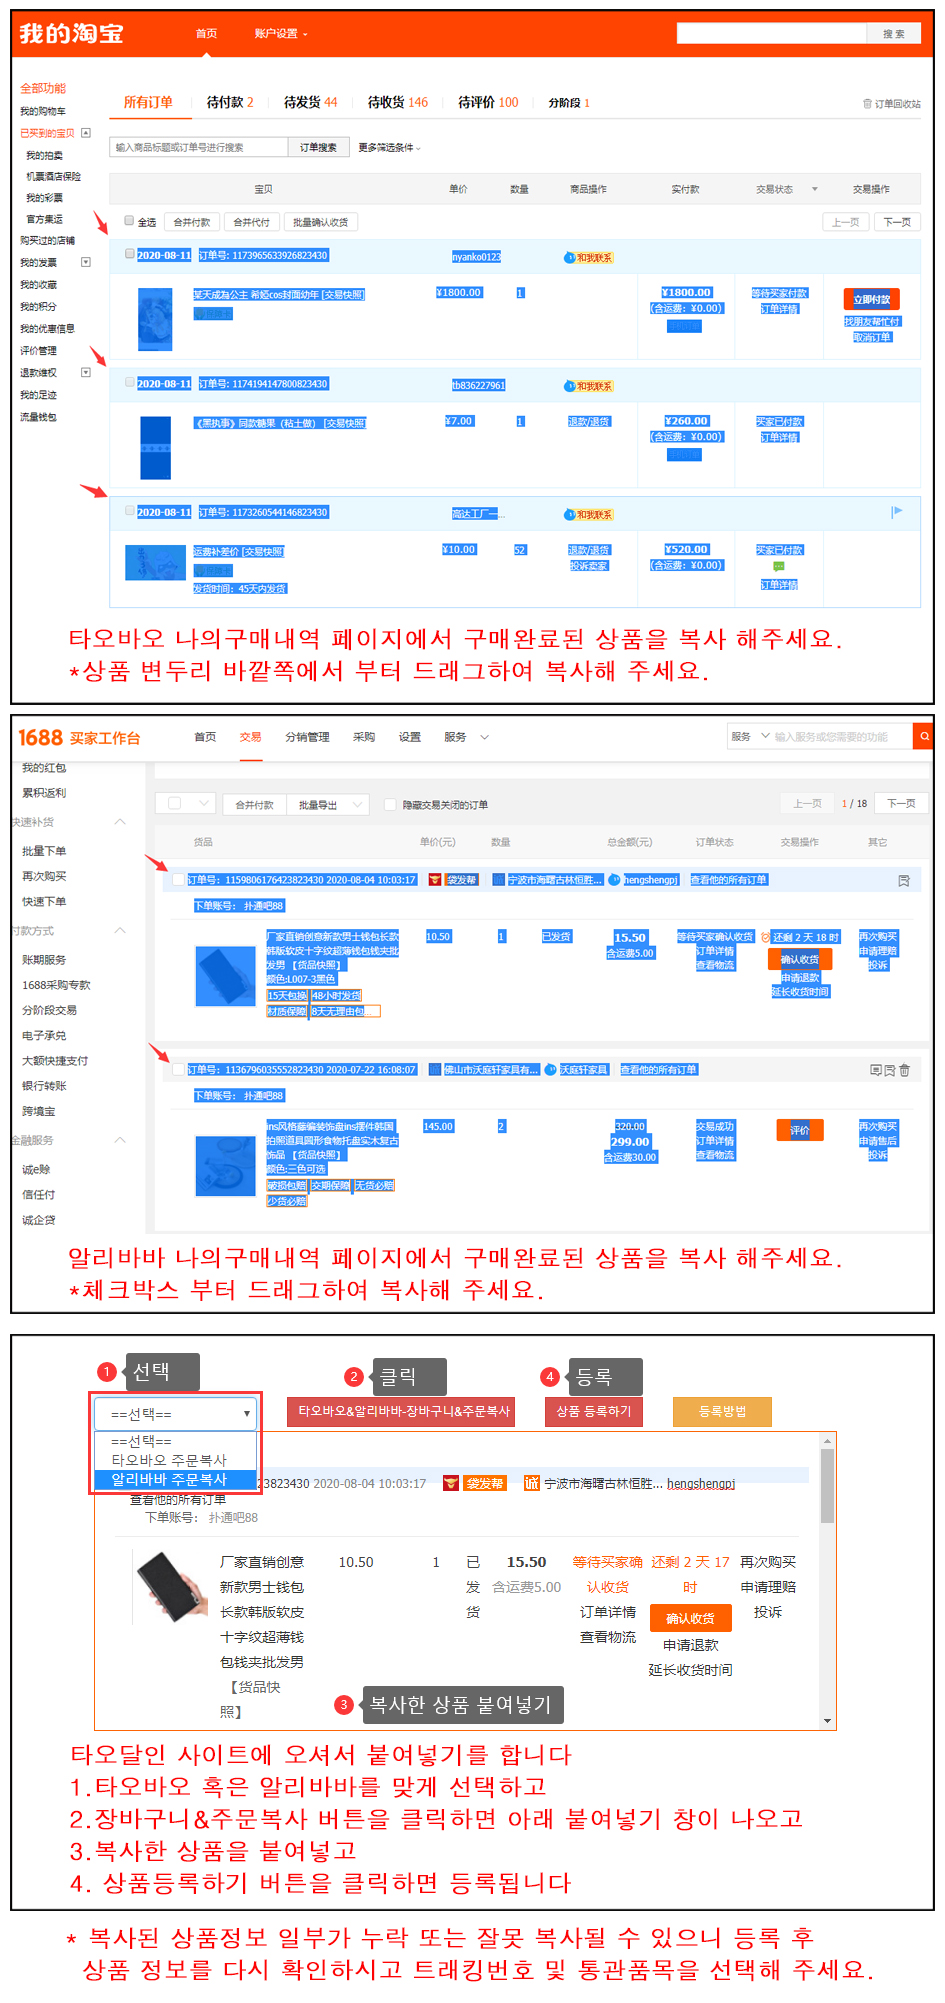 我的淘宝 首页 账户设置 搜 索
全部功能
我的购物车
已买到的宝贝
我的拍卖
机票酒店保险
我的彩票
官方集运
购买过的店铺
我的发票
我的收藏
我的积分
我的优惠信息
评价管理
退款维权
我的足迹
流量钱包
所有订单 待付款 2 待发货 44 待收货 146 待评价 100 分阶段 1 订单回收站
输入商品标题或订单号进行搜索 订单搜索 更多筛选条件
宝贝 单价 数量 商品操作 实付款 交易状态 交易操作
全选 合并付款 合并代付 批量确认收货 上一页 下一页
2020-08-11 订单号: 1173965633926823430 nyanko0123 和我联系
某天成為公主 希婭cos封面幼年 [交易快照] ¥1800.00 1 ¥1800.00 等待买家付款 立即付款
(含运费: ¥0.00) 订单详情 找朋友帮忙付
取消订单
2020-08-11 订单号: 1174194147800823430 tb836227961 和我联系
《黑执事》同款糖果（粘土做） [交易快照] ¥7.00 1 退款/退货 ¥260.00 买家已付款
(含运费: ¥0.00) 订单详情
2020-08-11 订单号: 1173260544146823430 高达工厂一... 和我联系
运费补差价 [交易快照] ¥10.00 52 退款/退货 ¥520.00 买家已付款
投诉卖家 (含运费: ¥0.00)
发货时间: 45天内发货 订单详情
타오바오 나의구매내역 페이지에서 구매완료된 상품을 복사 해주세요.
*상품 변두리 바깥쪽에서 부터 드래그하여 복사해 주세요.
1688 买家工作台 首页 交易 分销管理 采购 设置 服务 服务 输入服务或您需要的功能
我的红包
累积返利
快速补货
批量下单
再次购买
快速下单
付款方式
账期服务
1688采购专款
分阶段交易
电子承兑
大额快捷支付
银行转账
跨境宝
金融服务
诚e赊
信任付
诚企贷
合并付款 批量导出 隐藏交易关闭的订单 上一页 1 / 18 下一页
货品 单价(元) 数量 总金额(元) 订单状态 交易操作 其它
订单号: 1159806176423823430 2020-08-04 10:03:17 袋发帮 宁波市海曙古林恒胜... hengshengpj 查看他的所有订单
下单账号: 扑通吧88
厂家直销创意新款男士钱包长款 10.50 1 已发货 15.50 等待买家确认收货 还剩 2 天 18 时 再次购买
韩版软皮十字纹超薄钱包钱夹批 含运费5.00 订单详情 确认收货 申请理赔
发男 【货品快照】 查看物流 申请退款 投诉
颜色:L007-3黑色 延长收货时间
15天包换 48小时发货
材质保障 8天无理由包...
订单号: 1136796035552823430 2020-07-22 16:08:07 佛山市沃庭轩家具有... 沃庭轩家具 查看他的所有订单
下单账号: 扑通吧88
ins风格藤编装饰盘ins摆件韩国 145.00 2 320.00 交易成功 评价 再次购买
拍照道具圆形食物托盘实木复古 299.00 订单详情 申请售后
饰品 【货品快照】 含运费30.00 查看物流 投诉
颜色:三色可选
破损包赔 交期保障 无货必赔
少货必赔
알리바바 나의구매내역 페이지에서 구매완료된 상품을 복사 해주세요.
*체크박스 부터 드래그하여 복사해 주세요.
1 선택 2 클릭 4 등록
==선택== 타오바오&알리바바-장바구니&주문복사 상품 등록하기 등록방법
==선택==
타오바오 주문복사
알리바바 주문복사
23823430 2020-08-04 10:03:17 袋发帮 诚 宁波市海曙古林恒胜... hengshengpj
查看他的所有订单
下单账号: 扑通吧88
厂家直销创意 10.50 1 已 15.50 等待买家确 还剩 2 天 17 再次购买
新款男士钱包 发 含运费5.00 认收货 时 申请理赔
长款韩版软皮 货 订单详情 确认收货 投诉
十字纹超薄钱 查看物流 申请退款
包钱夹批发男 延长收货时间
【货品快
照】
3 복사한 상품 붙여넣기
타오달인 사이트에 오셔서 붙여넣기를 합니다
1.타오바오 혹은 알리바바를 맞게 선택하고
2.장바구니&주문복사 버튼을 클릭하면 아래 붙여넣기 창이 나오고
3.복사한 상품을 붙여넣고
4. 상품등록하기 버튼을 클릭하면 등록됩니다
* 복사된 상품정보 일부가 누락 또는 잘못 복사될 수 있으니 등록 후
상품 정보를 다시 확인하시고 트래킹번호 및 통관품목을 선택해 주세요.